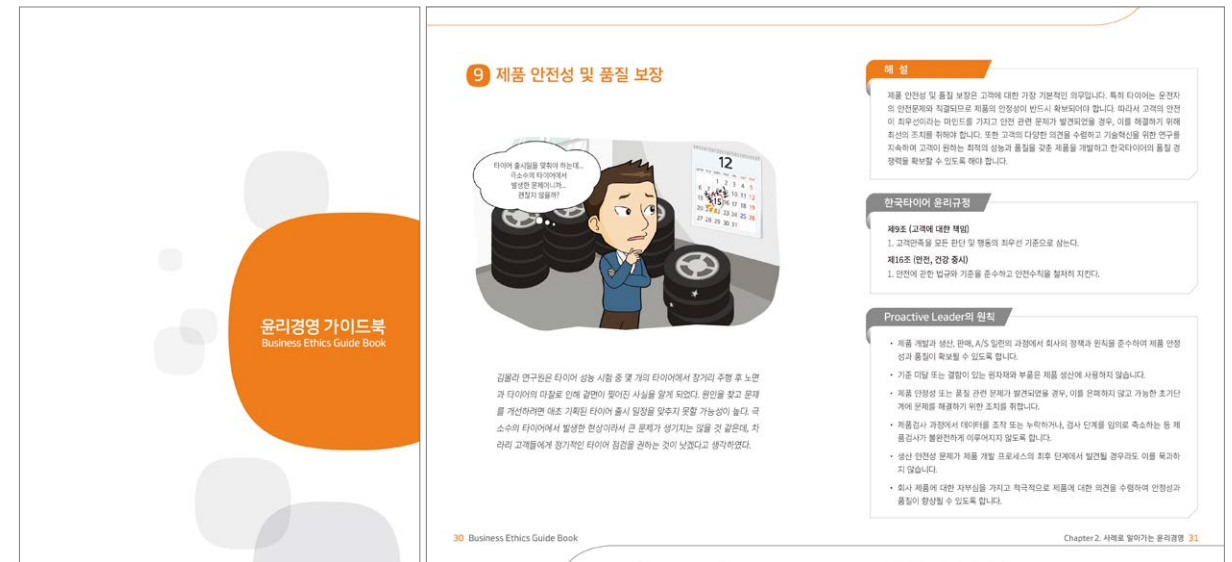 윤리경영 가이드북
Business Ethics Guide Book
9 제품 안전성 및 품질 보장
타이어 출시일을 맞춰야 하는데...
극소수의 타이어에서
발생한 문제이니까...
괜찮지 않을까?
12
1 2 3 4 5
10 11 12
15 16 17 18 19
20 23 24 25 26
27 28 29 30 31
김몰라 연구원은 타이어 성능 시험 중 몇 개의 타이어에서 장거리 주행 후 노면
과 타이어의 마찰로 인해 겉면이 찢어진 사실을 알게 되었다. 원인을 찾고 문제
를 개선하려면 애초 기획된 타이어 출시 일정을 맞추지 못할 가능성이 높다. 극
소수의 타이어에서 발생한 현상이라서 큰 문제가 생기지는 않을 것 같은데, 차
라리 고객들에게 정기적인 타이어 점검을 권하는 것이 낫겠다고 생각하였다.
30 Business Ethics Guide Book
해 설
제품 안전성 및 품질 보장은 고객에 대한 가장 기본적인 의무입니다. 특히 타이어는 운전자
의 안전문제와 직결되므로 제품의 안정성이 반드시 확보되어야 합니다. 따라서 고객의 안전
이 최우선이라는 마인드를 가지고 안전 관련 문제가 발견되었을 경우, 이를 해결하기 위해
최선의 조치를 취해야 합니다. 또한 고객의 다양한 의견을 수렴하고 기술혁신을 위한 연구를
지속하여 고객이 원하는 최적의 성능과 품질을 갖춘 제품을 개발하고 한국타이어의 품질 경
쟁력을 확보할 수 있도록 해야 합니다.
한국타이어 윤리규정
제9조 (고객에 대한 책임)
1. 고객만족을 모든 판단 및 행동의 최우선 기준으로 삼는다.
제16조 (안전, 건강 중시)
1. 안전에 관한 법규와 기준을 준수하고 안전수칙을 철저히 지킨다.
Proactive Leader의 원칙
• 제품 개발과 생산, 판매, A/S 일련의 과정에서 회사의 정책과 원칙을 준수하여 제품 안정
성과 품질이 확보될 수 있도록 합니다.
• 기준 미달 또는 결함이 있는 원자재와 부품은 제품 생산에 사용하지 않습니다.
• 제품 안정성 또는 품질 관련 문제가 발견되었을 경우, 이를 은폐하지 않고 가능한 초기단
계에 문제를 해결하기 위한 조치를 취합니다.
• 제품검사 과정에서 데이터를 조작 또는 누락하거나, 검사 단계를 임의로 축소하는 등 제
품검사가 불완전하게 이루어지지 않도록 합니다.
• 생산 안전성 문제가 제품 개발 프로세스의 최후 단계에서 발견될 경우라도 이를 묵과하
지 않습니다.
• 회사 제품에 대한 자부심을 가지고 적극적으로 제품에 대한 의견을 수렴하여 안정성과
품질이 향상될 수 있도록 합니다.
Chapter 2. 사례로 알아가는 윤리경영 31